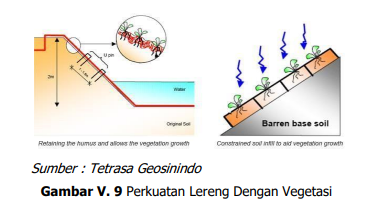 U pin
2m
Water
Original Soil
Barren base soil
Retaining the humus and allows the vegetation growth
Constrained soil infill to aid vegetation growth
Sumber : Tetrasa Geosinindo
Gambar V. 9 Perkuatan Lereng Dengan Vegetasi